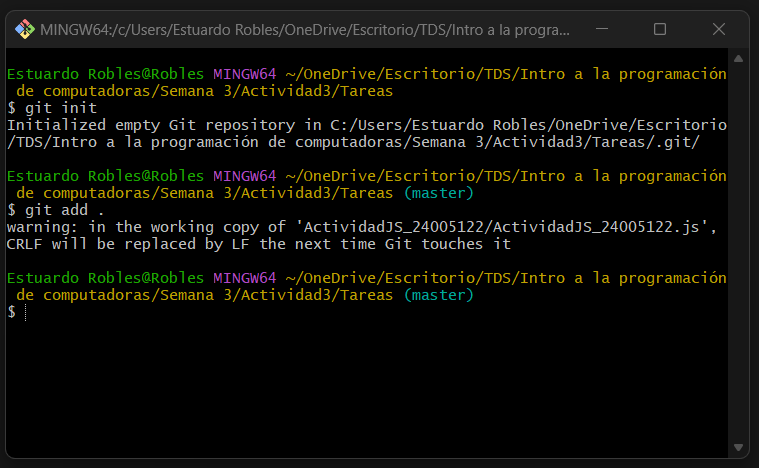 MINGW64:/c/Users/Estuardo Robles/OneDrive/Escritorio/TDS/Intro a la progra...
Estuardo Robles@Robles MINGW64 ~/OneDrive/Escritorio/TDS/Intro a la programación
de computadoras/Semana 3/Actividad3/Tareas
$ git init
Initialized empty Git repository in C:/Users/Estuardo Robles/OneDrive/Escritorio
/TDS/Intro a la programación de computadoras/Semana 3/Actividad3/Tareas/.git/
Estuardo Robles@Robles MINGW64 ~/OneDrive/Escritorio/TDS/Intro a la programación
de computadoras/Semana 3/Actividad3/Tareas (master)
$ git add .
warning: in the working copy of 'ActividadJS_24005122/ActividadJS_24005122.js',
CRLF will be replaced by LF the next time Git touches it
Estuardo Robles@Robles MINGW64 ~/OneDrive/Escritorio/TDS/Intro a la programación
de computadoras/Semana 3/Actividad3/Tareas (master)
$